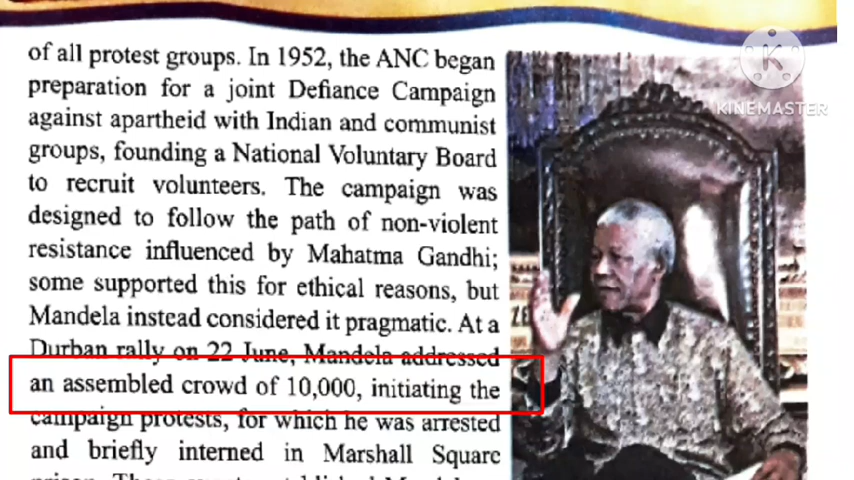 KINEMASTER
of all protest groups. In 1952, the ANC began
preparation for a joint Defiance Campaign
against apartheid with Indian and communist
groups, founding a National Voluntary Board
to recruit volunteers. The campaign was
designed to follow the path of non-violent
resistance influenced by Mahatma Gandhi;
some supported this for ethical reasons, but
Mandela instead considered it pragmatic. At a
Durban rally on 22 June, Mandela addressed
an assembled crowd of 10,000, initiating the
campaign protests, for which he was arrested
and briefly interned in Marshall Square